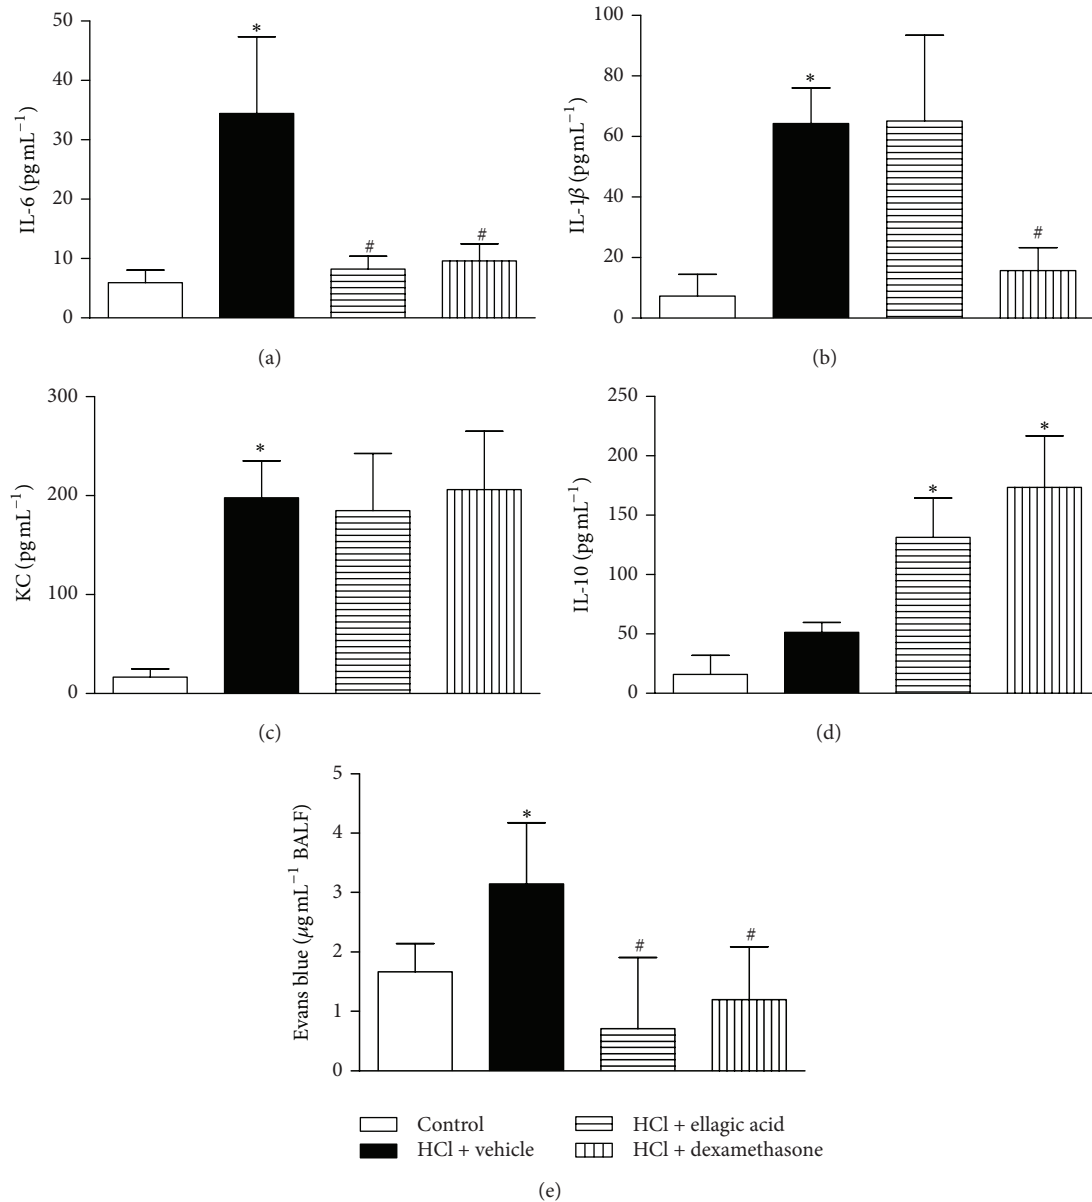 50
40
30
20
10
0
IL-6 (pg mL⁻¹)
*
#
#
(a)
100
80
60
40
20
0
IL-1β (pg mL⁻¹)
*
#
(b)
300
200
100
0
KC (pg mL⁻¹)
*
(c)
250
200
150
100
50
0
IL-10 (pg mL⁻¹)
*
*
(d)
5
4
3
2
1
0
Evans blue (μg mL⁻¹ BALF)
*
#
#
Control
HCl + vehicle
HCl + ellagic acid
HCl + dexamethasone
(e)